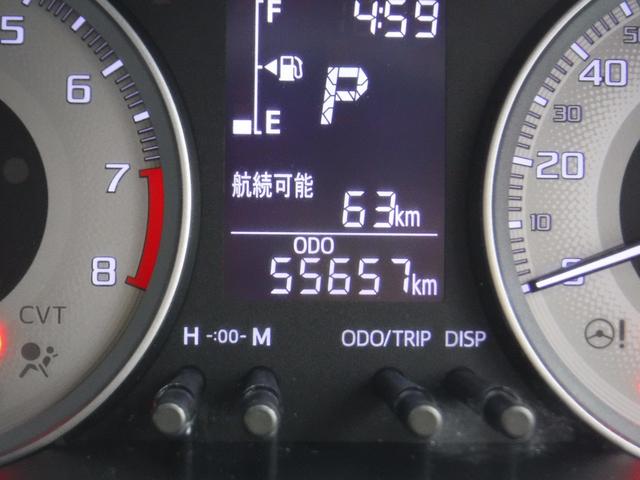 F 4:59
P
E
航続可能
63km
ODO
55657km
H -:00- M ODO/TRIP DISP
5
6
7
8
CVT
50
40
30
20
10